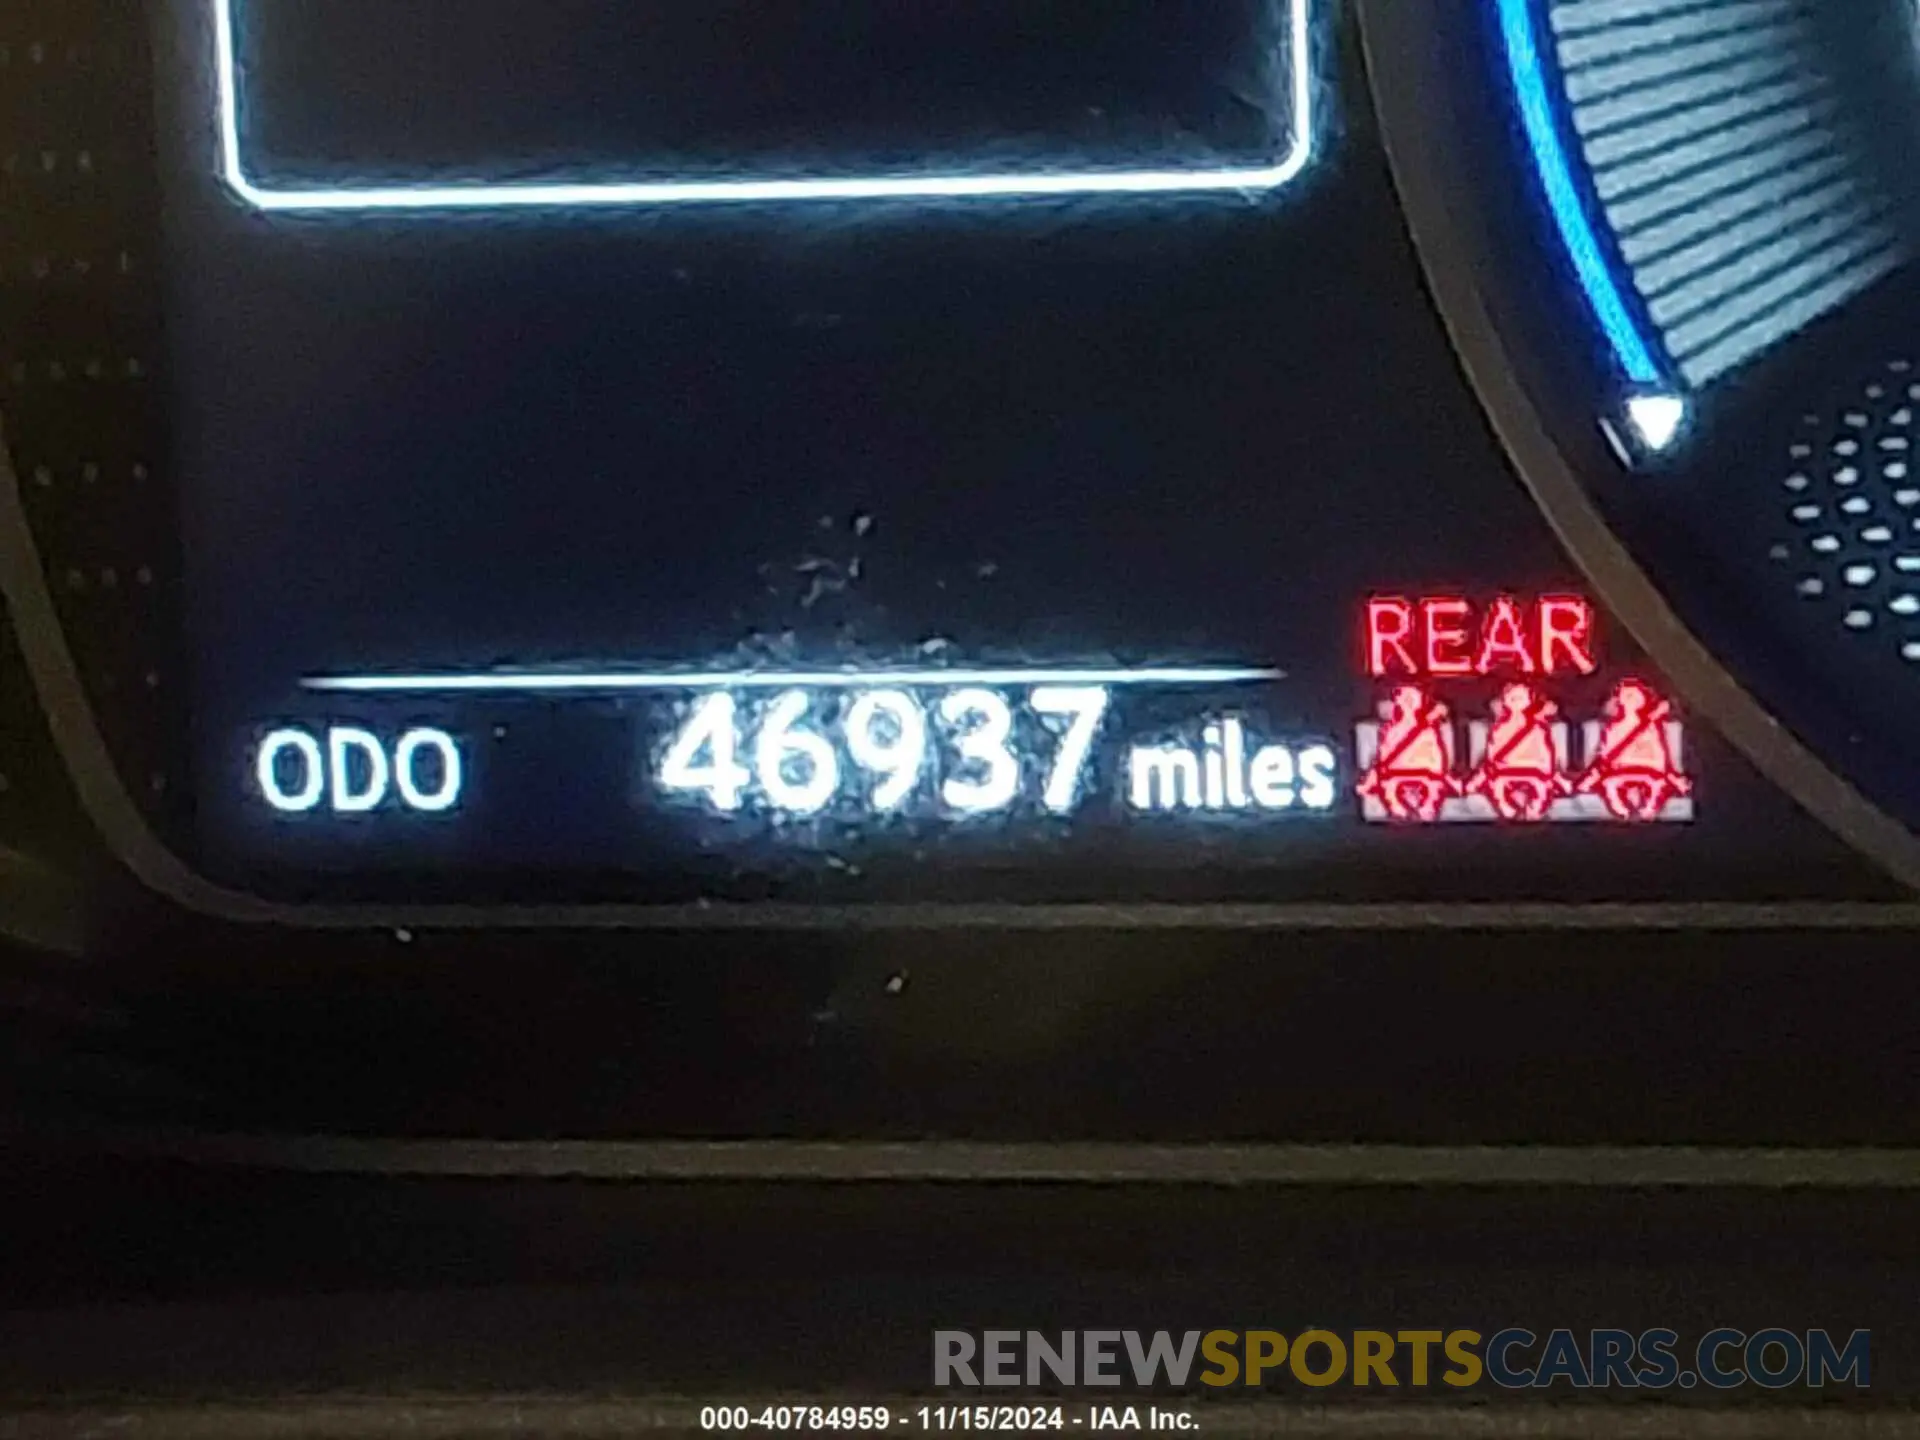 REAR
ODO 46937 miles
RENEWSPORTSCARS.COM
000-40784959 - 11/15/2024 - IAA Inc.